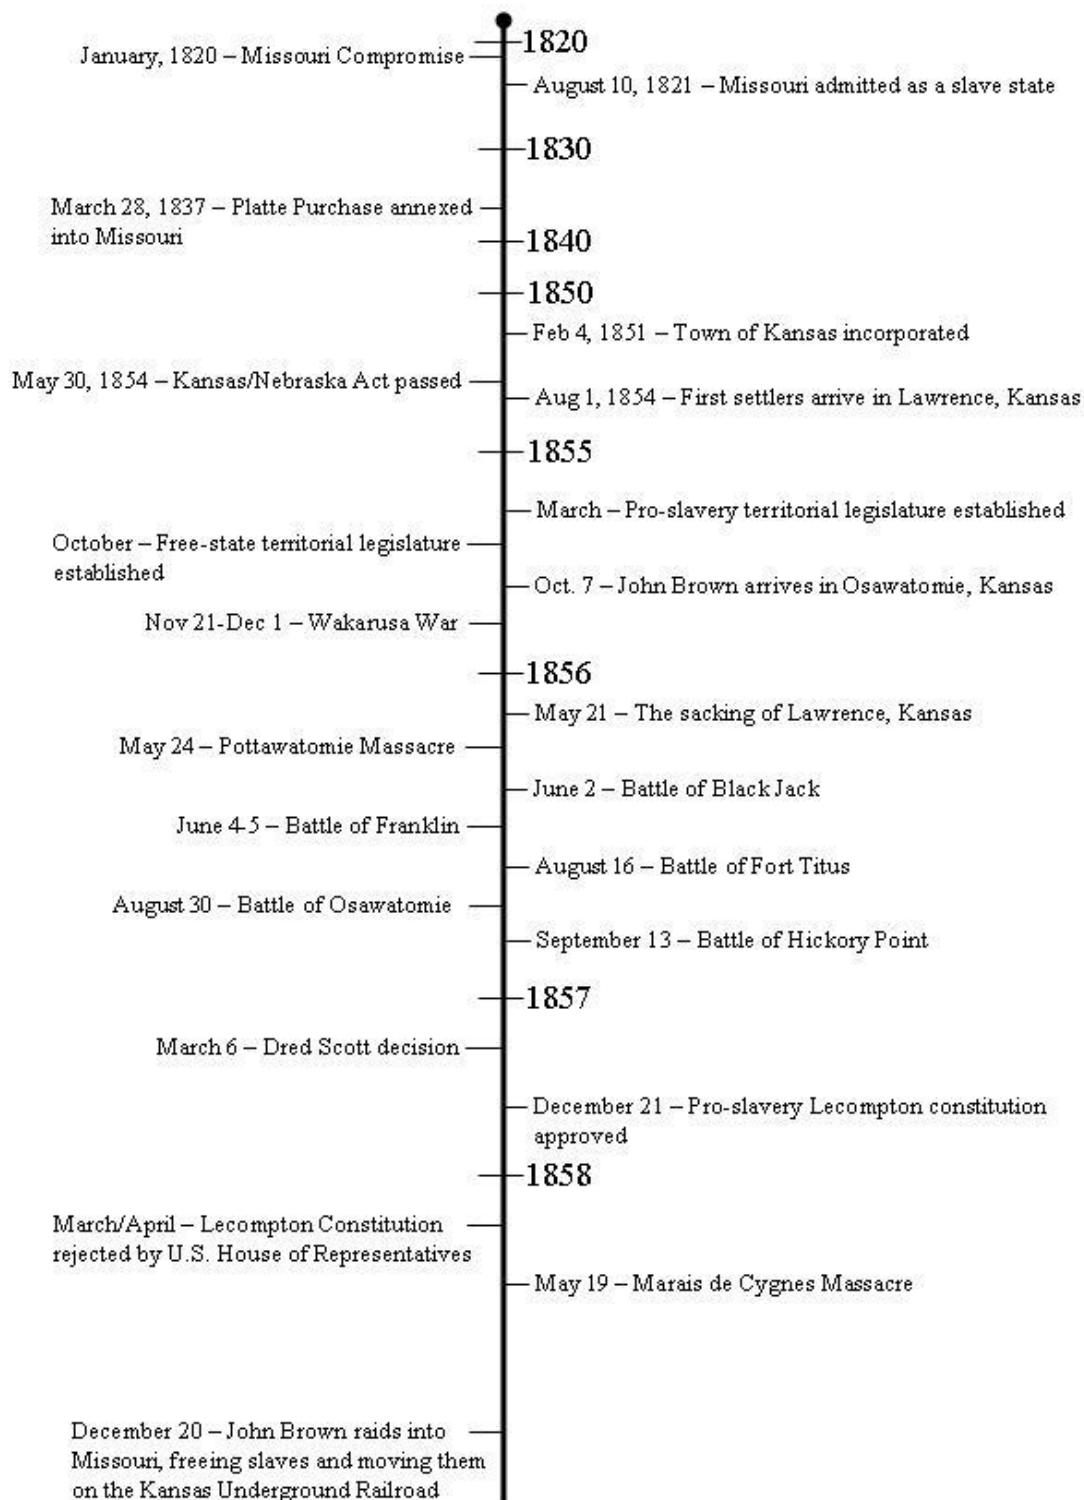 1820
January, 1820 – Missouri Compromise
August 10, 1821 – Missouri admitted as a slave state
1830
March 28, 1837 – Platte Purchase annexed
into Missouri
1840
1850
Feb 4, 1851 – Town of Kansas incorporated
May 30, 1854 – Kansas/Nebraska Act passed
Aug 1, 1854 – First settlers arrive in Lawrence, Kansas
1855
March – Pro-slavery territorial legislature established
October – Free-state territorial legislature
established
Oct. 7 – John Brown arrives in Osawatomie, Kansas
Nov 21-Dec 1 – Wakarusa War
1856
May 21 – The sacking of Lawrence, Kansas
May 24 – Pottawatomie Massacre
June 2 – Battle of Black Jack
June 4-5 – Battle of Franklin
August 16 – Battle of Fort Titus
August 30 – Battle of Osawatomie
September 13 – Battle of Hickory Point
1857
March 6 – Dred Scott decision
December 21 – Pro-slavery Lecompton constitution
approved
1858
March/April – Lecompton Constitution
rejected by U.S. House of Representatives
May 19 – Marais de Cygnes Massacre
December 20 – John Brown raids into
Missouri, freeing slaves and moving them
on the Kansas Underground Railroad